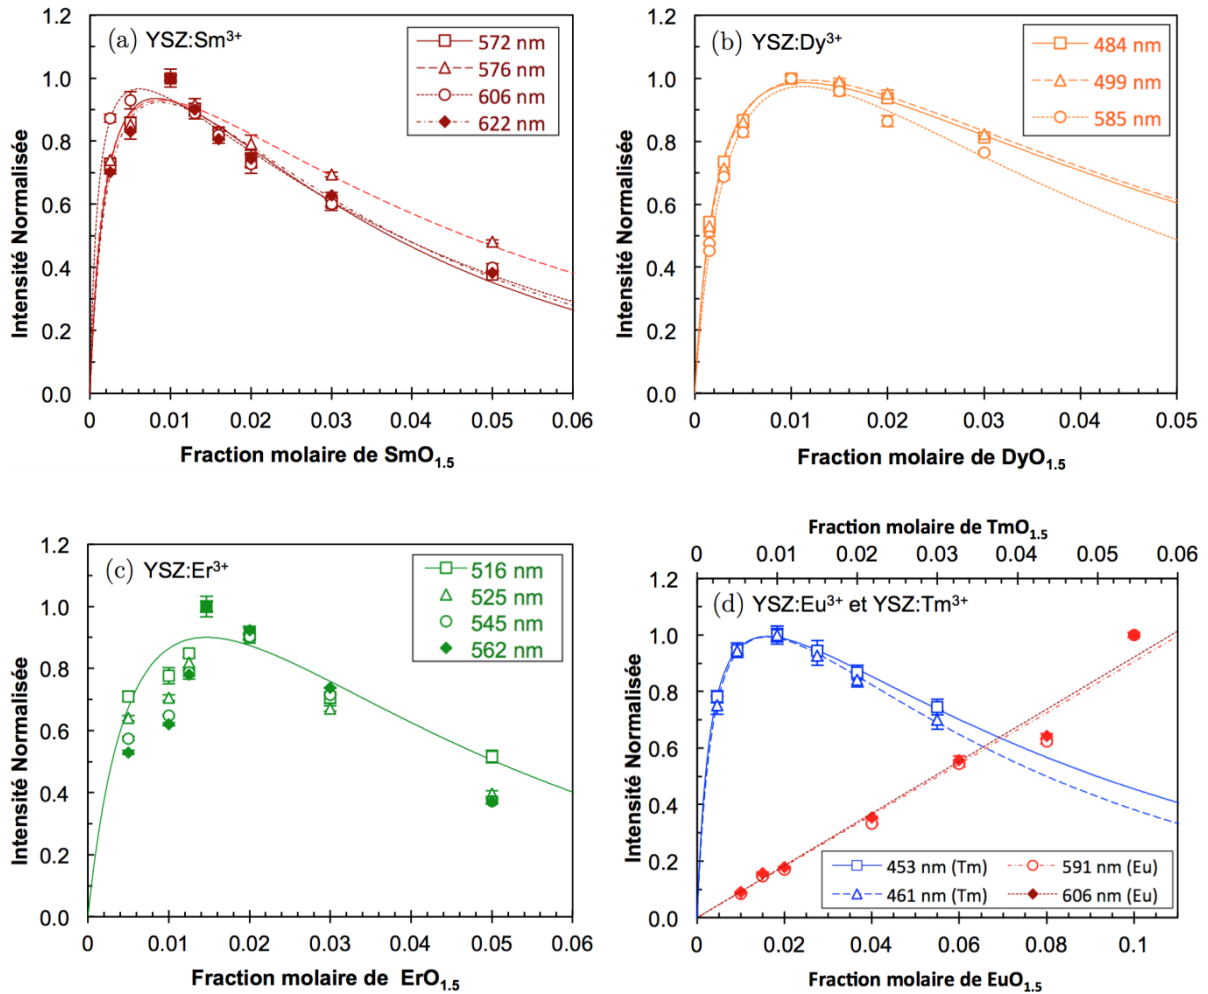 (a) YSZ:Sm³⁺
572 nm
576 nm
606 nm
622 nm
Intensité Normalisée
1.2
1.0
0.8
0.6
0.4
0.2
0.0
0 0.01 0.02 0.03 0.04 0.05 0.06
Fraction molaire de SmO₁.₅
(b) YSZ:Dy³⁺
484 nm
499 nm
585 nm
Intensité Normalisée
1.2
1.0
0.8
0.6
0.4
0.2
0.0
0 0.01 0.02 0.03 0.04 0.05
Fraction molaire de DyO₁.₅
(c) YSZ:Er³⁺
516 nm
525 nm
545 nm
562 nm
Intensité Normalisée
1.2
1.0
0.8
0.6
0.4
0.2
0.0
0 0.01 0.02 0.03 0.04 0.05 0.06
Fraction molaire de ErO₁.₅
Fraction molaire de TmO₁.₅
0 0.01 0.02 0.03 0.04 0.05 0.06
(d) YSZ:Eu³⁺ et YSZ:Tm³⁺
Intensité Normalisée
1.2
1.0
0.8
0.6
0.4
0.2
0.0
453 nm (Tm) 591 nm (Eu)
461 nm (Tm) 606 nm (Eu)
0 0.02 0.04 0.06 0.08 0.1
Fraction molaire de EuO₁.₅